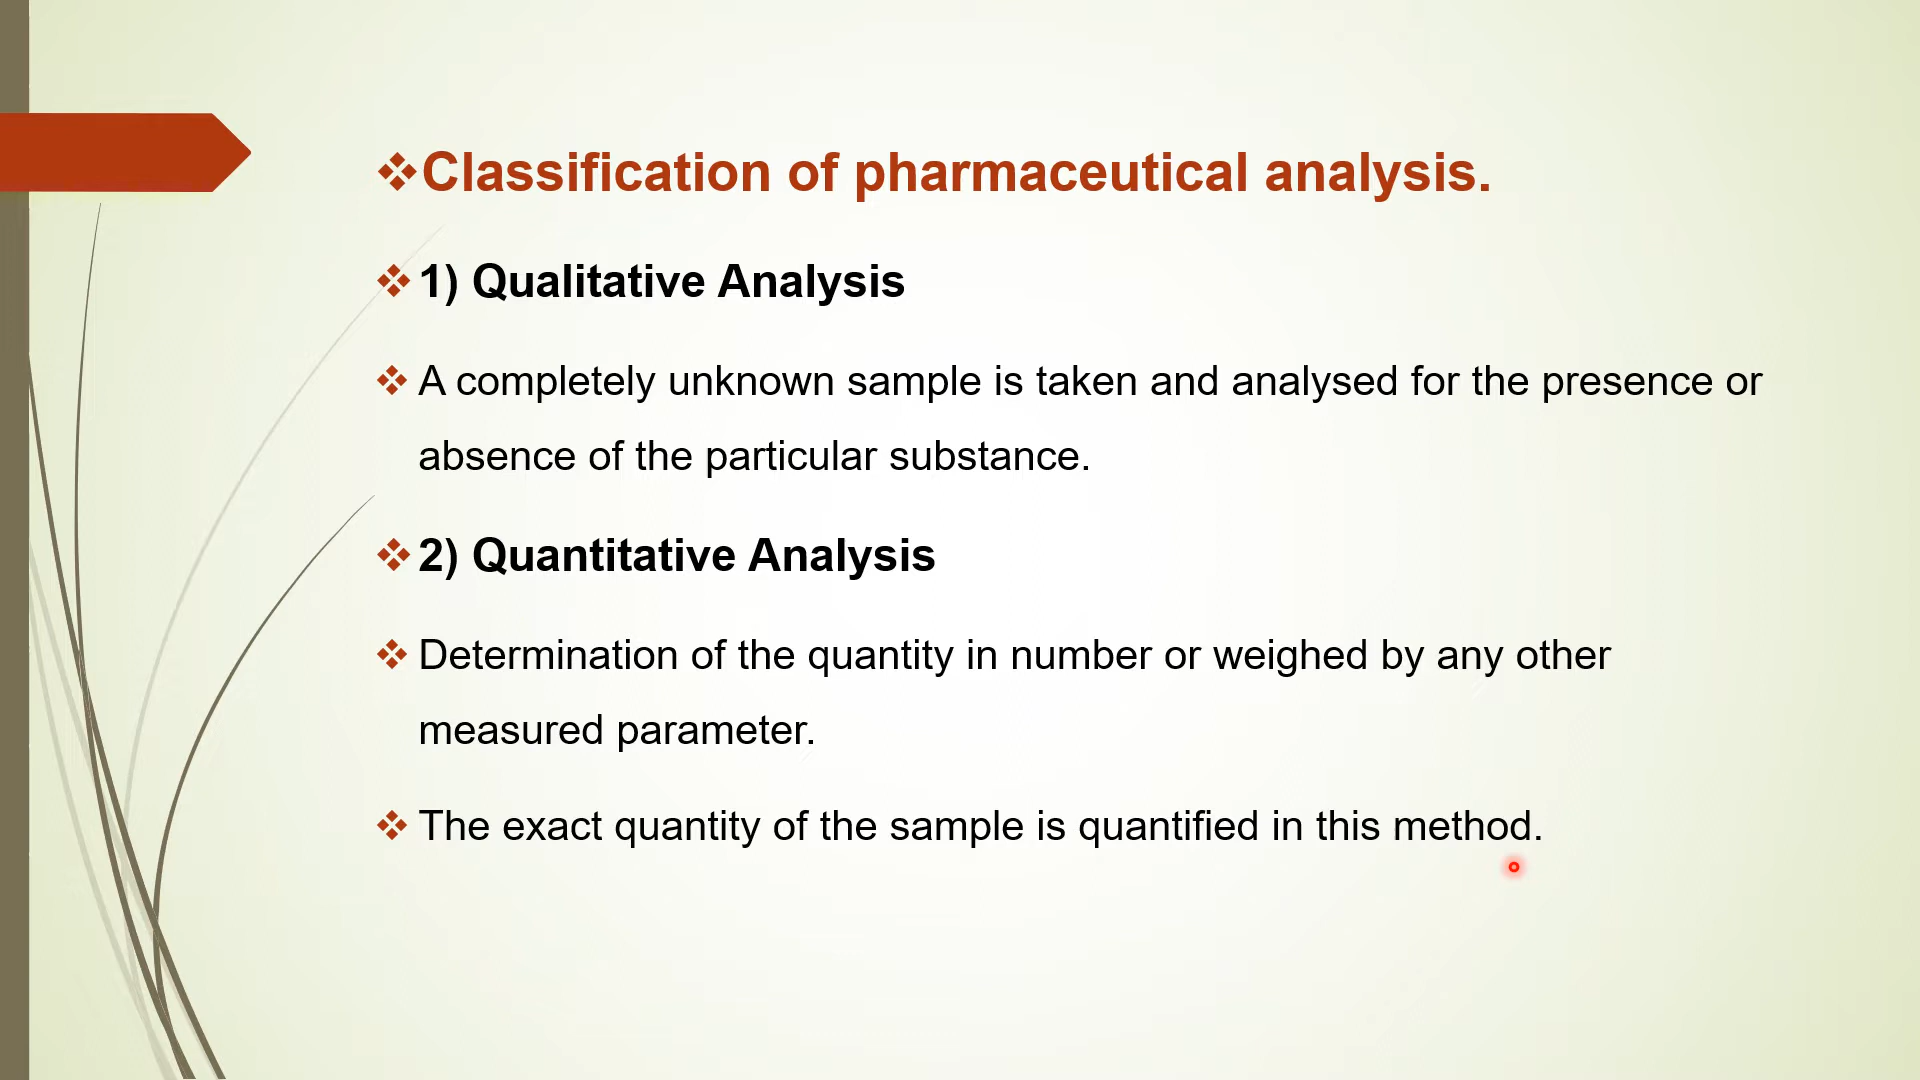 Classification of pharmaceutical analysis.
1) Qualitative Analysis
A completely unknown sample is taken and analysed for the presence or
absence of the particular substance.
2) Quantitative Analysis
Determination of the quantity in number or weighed by any other
measured parameter.
The exact quantity of the sample is quantified in this method.